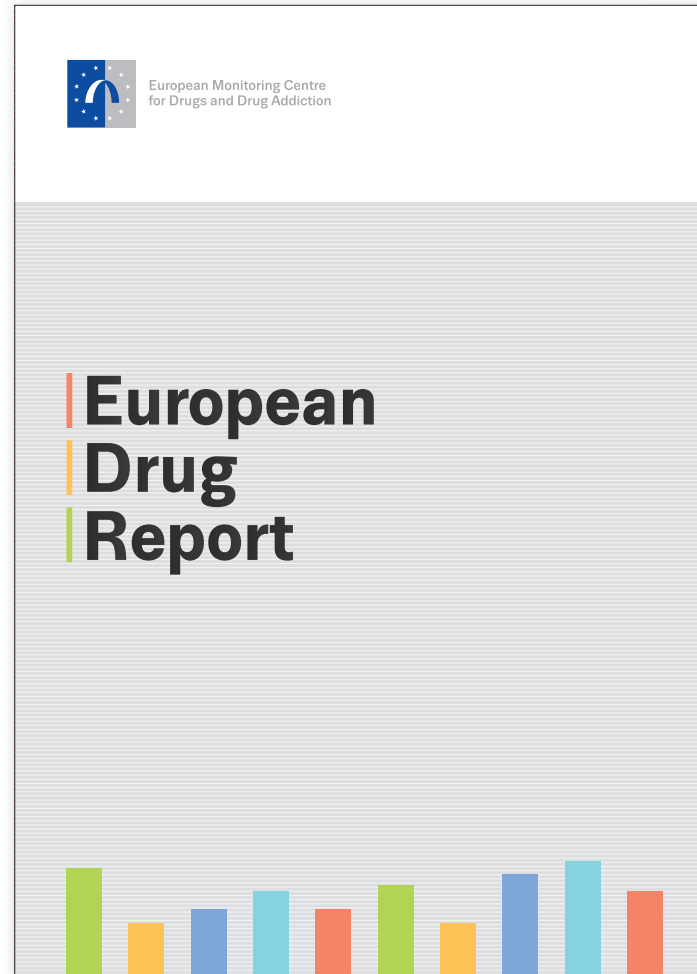 European Monitoring Centre
for Drugs and Drug Addiction
European
Drug
Report